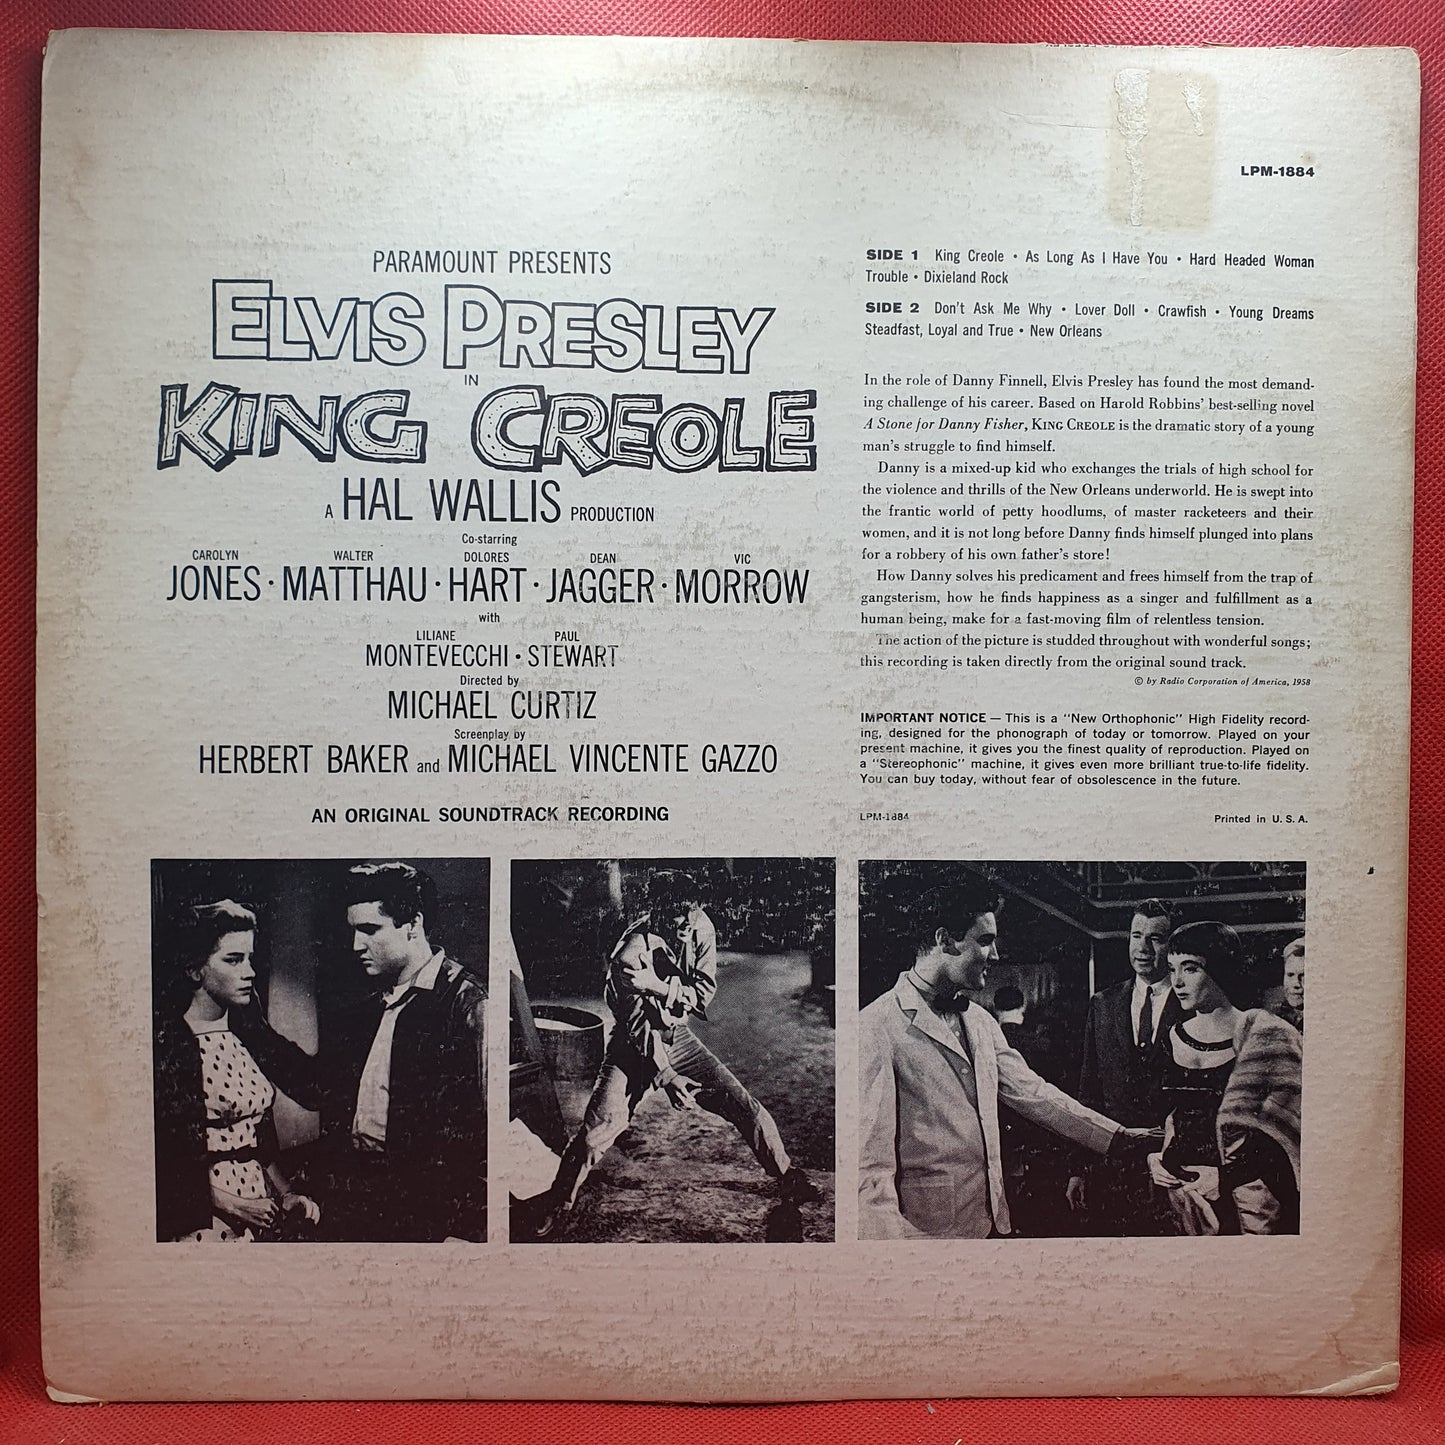 LPM-1884
PARAMOUNT PRESENTS
ELVIS PRESLEY
IN
KING CREOLE
A HAL WALLIS PRODUCTION
Co-starring
CAROLYN WALTER DOLORES DEAN VIC
JONES · MATTHAU · HART · JAGGER · MORROW
with
LILIANE PAUL
MONTEVECCHI · STEWART
Directed by
MICHAEL CURTIZ
Screenplay by
HERBERT BAKER and MICHAEL VINCENTE GAZZO
AN ORIGINAL SOUNDTRACK RECORDING
SIDE 1 King Creole • As Long As I Have You • Hard Headed Woman
Trouble • Dixieland Rock
SIDE 2 Don't Ask Me Why • Lover Doll • Crawfish • Young Dreams
Steadfast, Loyal and True • New Orleans
In the role of Danny Finnell, Elvis Presley has found the most demand-
ing challenge of his career. Based on Harold Robbins' best-selling novel
A Stone for Danny Fisher, KING CREOLE is the dramatic story of a young
man's struggle to find himself.
Danny is a mixed-up kid who exchanges the trials of high school for
the violence and thrills of the New Orleans underworld. He is swept into
the frantic world of petty hoodlums, of master racketeers and their
women, and it is not long before Danny finds himself plunged into plans
for a robbery of his own father's store!
How Danny solves his predicament and frees himself from the trap of
gangsterism, how he finds happiness as a singer and fulfillment as a
human being, make for a fast-moving film of relentless tension.
The action of the picture is studded throughout with wonderful songs;
this recording is taken directly from the original sound track.
© by Radio Corporation of America, 1958
IMPORTANT NOTICE — This is a "New Orthophonic" High Fidelity record-
ing, designed for the phonograph of today or tomorrow. Played on your
present machine, it gives you the finest quality of reproduction. Played on
a "Stereophonic" machine, it gives even more brilliant true-to-life fidelity.
You can buy today, without fear of obsolescence in the future.
LPM-1884 Printed in U. S. A.